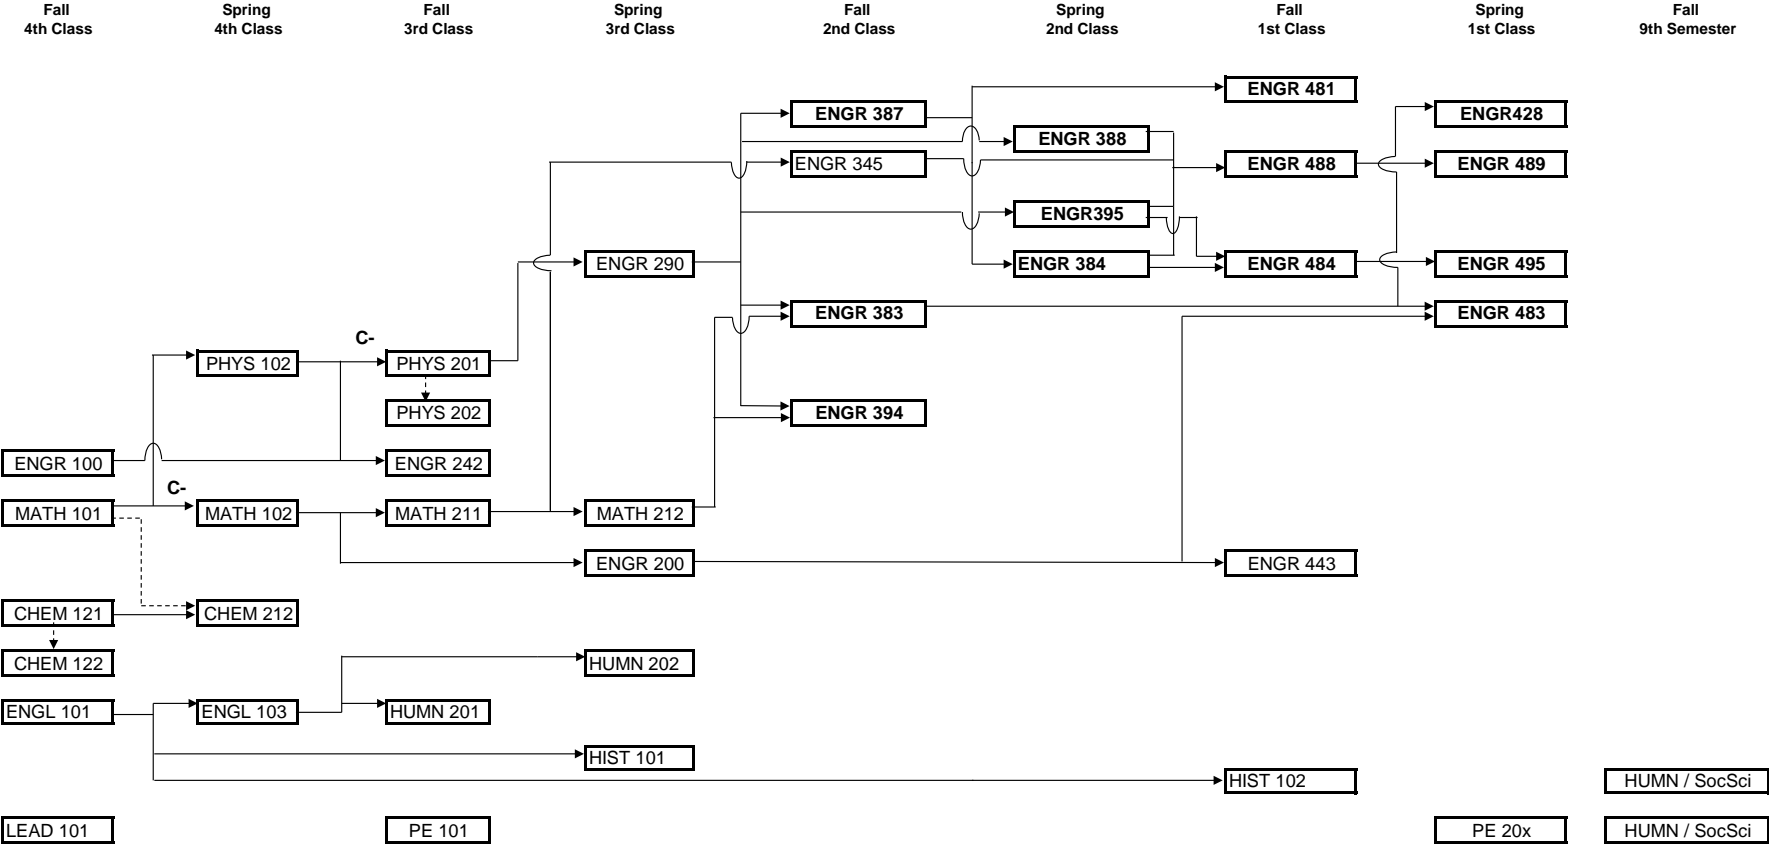 Fall Spring Fall Spring Fall Spring Fall Spring Fall
4th Class 4th Class 3rd Class 3rd Class 2nd Class 2nd Class 1st Class 1st Class 9th Semester
ENGR 481
ENGR 387 ENGR428
ENGR 388
ENGR 345 ENGR 488 ENGR 489
ENGR395
ENGR 290 ENGR 384 ENGR 484 ENGR 495
ENGR 383 ENGR 483
C-
PHYS 102 PHYS 201
PHYS 202 ENGR 394
ENGR 100 ENGR 242
C-
MATH 101 MATH 102 MATH 211 MATH 212
ENGR 200 ENGR 443
CHEM 121 CHEM 212
CHEM 122 HUMN 202
ENGL 101 ENGL 103 HUMN 201
HIST 101
HIST 102 HUMN / SocSci
LEAD 101 PE 101 PE 20x HUMN / SocSci